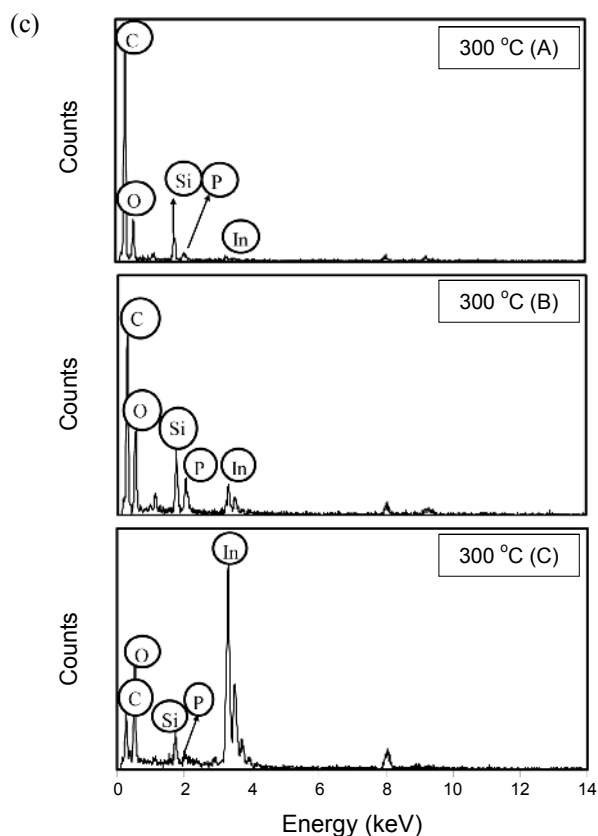 (c)
300 °C (A)
C
O
Si
P
In
Counts
300 °C (B)
C
O
Si
P
In
Counts
300 °C (C)
In
O
C
Si
P
Counts
0 2 4 6 8 10 12 14
Energy (keV)